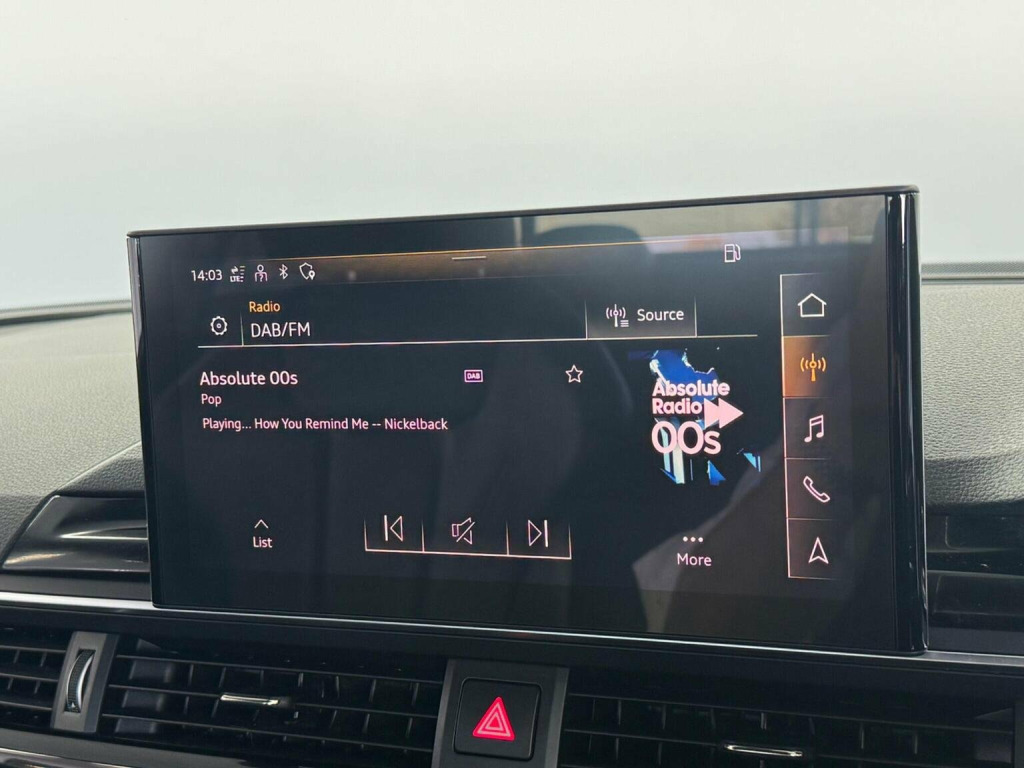 14:03 LTE
Radio
DAB/FM
Source
Absolute 00s
DAB
Pop
Playing... How You Remind Me -- Nickelback
Absolute
Radio
00s
List
More